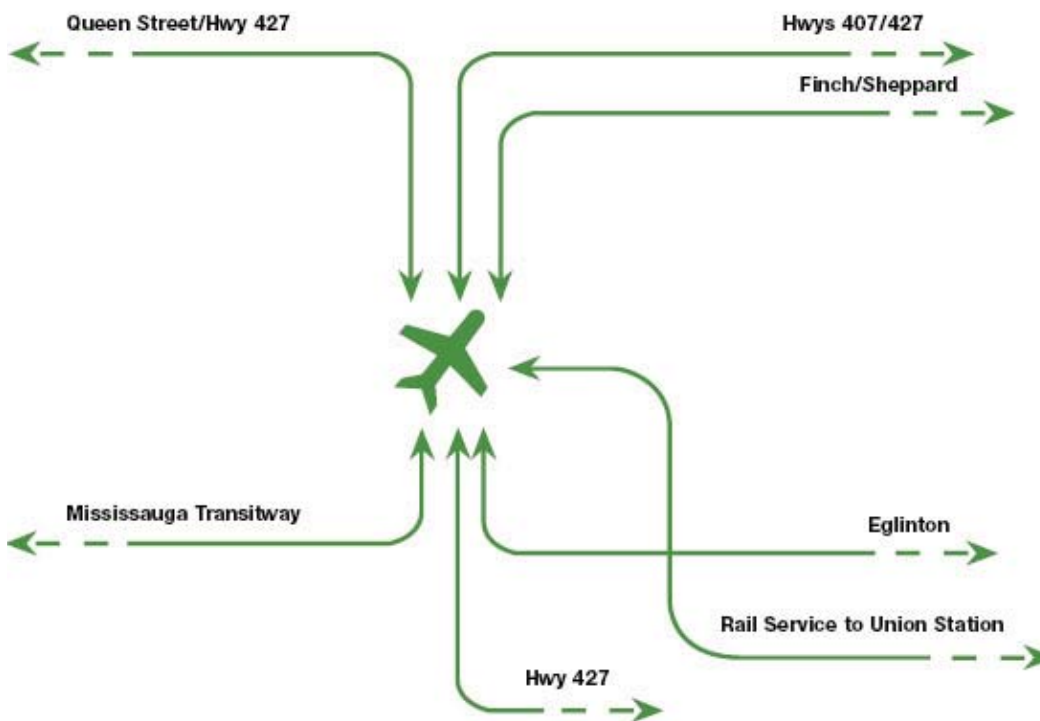 Queen Street/Hwy 427
Hwys 407/427
Finch/Sheppard
Mississauga Transitway
Eglinton
Rail Service to Union Station
Hwy 427